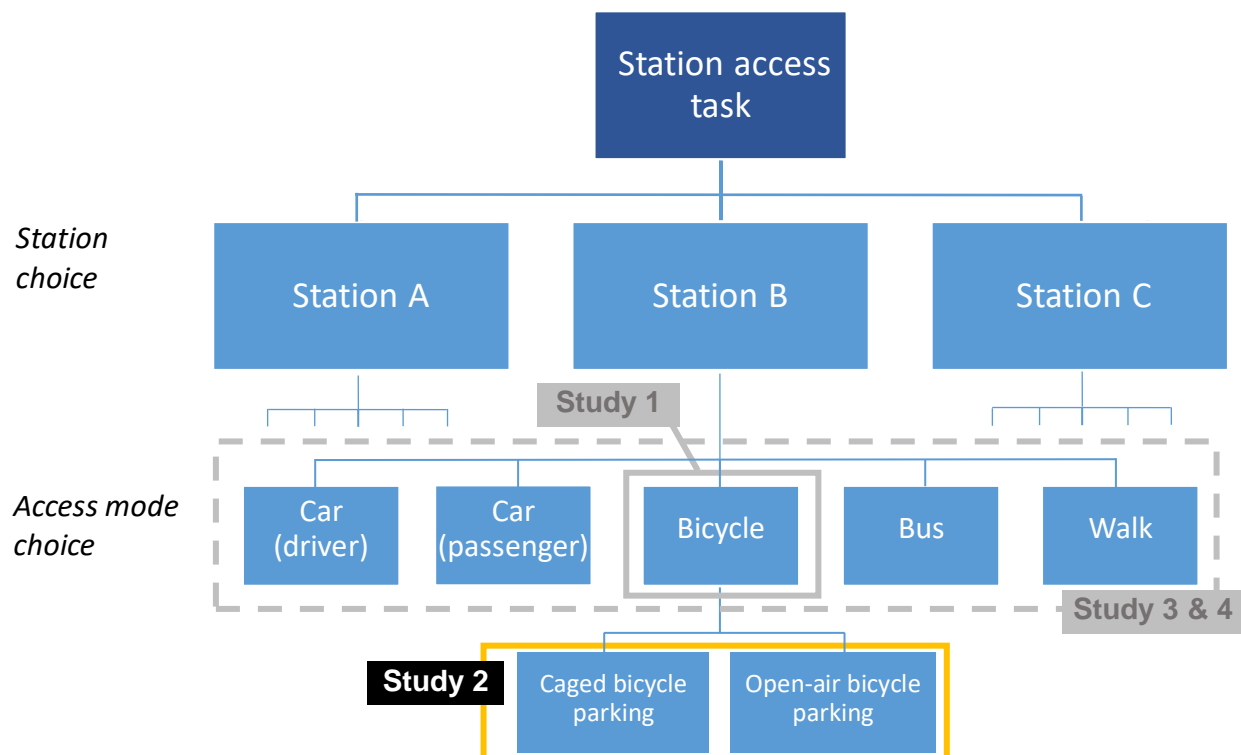 Station access
task
Station
choice
Station A
Station B
Station C
Study 1
Access mode
choice
Car
(driver)
Car
(passenger)
Bicycle
Bus
Walk
Study 3 & 4
Study 2
Caged bicycle
parking
Open-air bicycle
parking